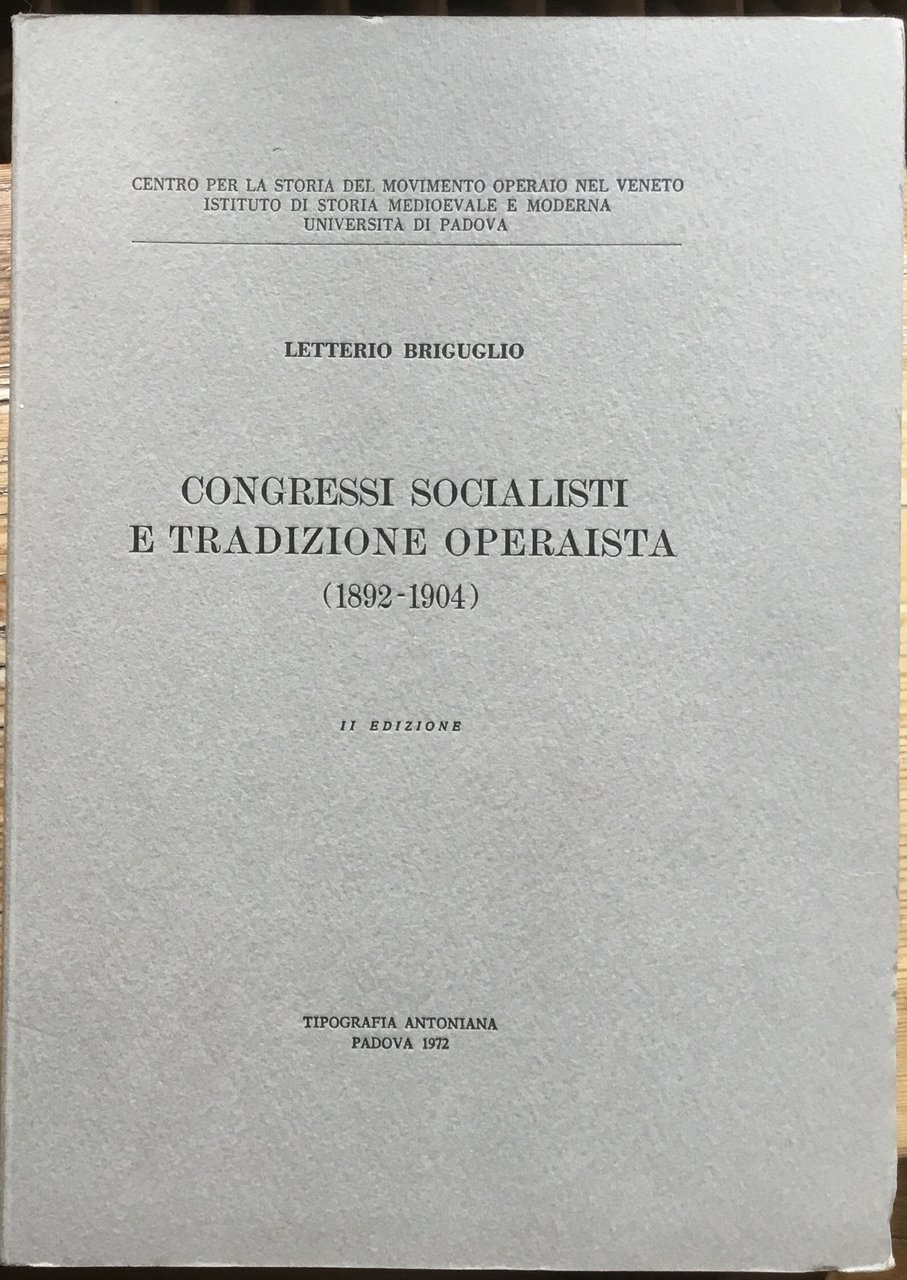 CENTRO PER LA STORIA DEL MOVIMENTO OPERAIO NEL VENETO
ISTITUTO DI STORIA MEDIOEVALE E MODERNA
UNIVERSITÀ DI PADOVA
LETTERIO BRIGUGLIO
CONGRESSI SOCIALISTI
E TRADIZIONE OPERAISTA
(1892-1904)
II EDIZIONE
TIPOGRAFIA ANTONIANA
PADOVA 1972